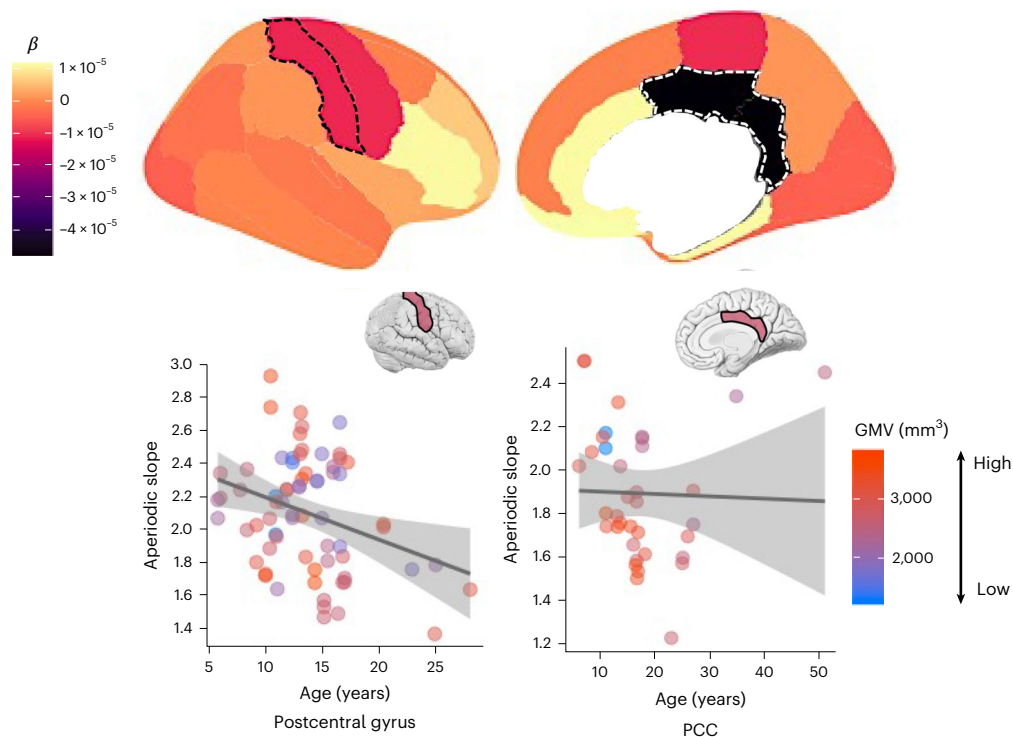 β
1 × 10⁻⁵
0
−1 × 10⁻⁵
−2 × 10⁻⁵
−3 × 10⁻⁵
−4 × 10⁻⁵
Aperiodic slope
3.0
2.8
2.6
2.4
2.2
2.0
1.8
1.6
1.4
5 10 15 20 25
Age (years)
Postcentral gyrus
Aperiodic slope
2.4
2.2
2.0
1.8
1.6
1.4
1.2
10 20 30 40 50
Age (years)
PCC
GMV (mm³)
3,000
2,000
High
Low